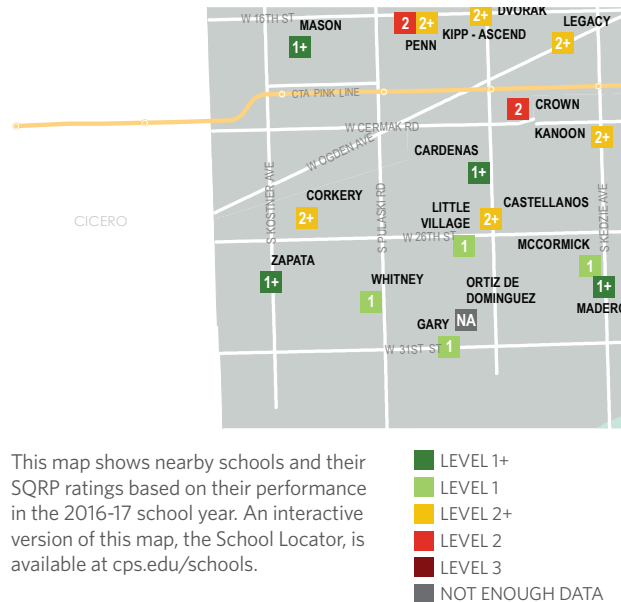 DVORAK
W 16TH ST
MASON
LEGACY
2+
2
2+
KIPP - ASCEND
PENN
1+
2+
CTA PINK LINE
2
CROWN
W CERMAK RD
KANOON
2+
W OGDEN AVE
CARDENAS
1+
S KOSTNER AVE
S PULASKI RD
S KEDZIE AVE
CORKERY
2+
CASTELLANOS
LITTLE
VILLAGE
2+
CICERO
W 26TH ST
1
MCCORMICK
1
ZAPATA
1+
WHITNEY
1
ORTIZ DE
DOMINGUEZ
NA
1+
MADERO
GARY
1
W 31ST ST
This map shows nearby schools and their
SQRP ratings based on their performance
in the 2016-17 school year. An interactive
version of this map, the School Locator, is
available at cps.edu/schools.
LEVEL 1+
LEVEL 1
LEVEL 2+
LEVEL 2
LEVEL 3
NOT ENOUGH DATA